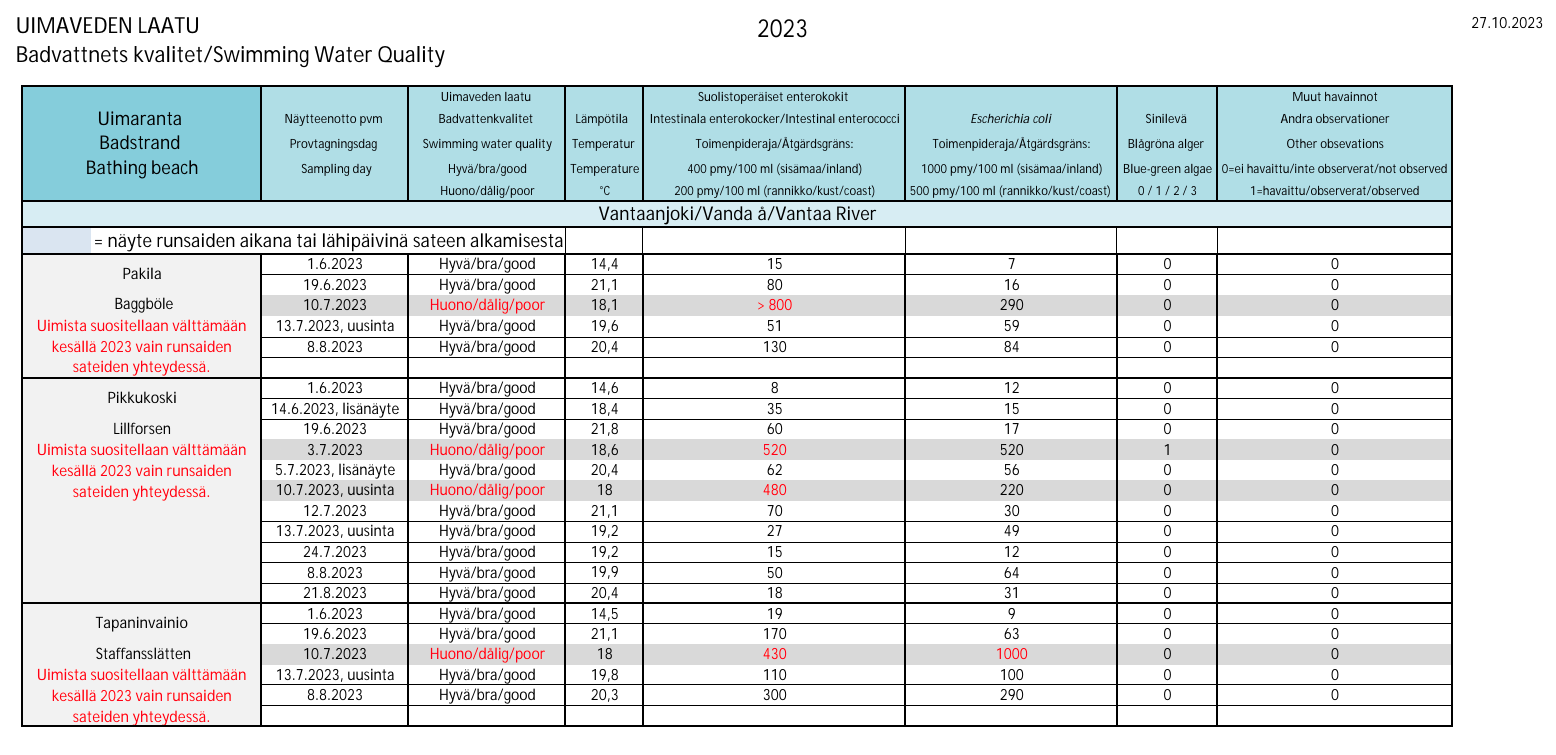 UIMAVEDEN LAATU
2023
27.10.2023
Badvattnets kvalitet/Swimming Water Quality
Uimaranta
Badstrand
Bathing beach
Näytteenotto pvm
Provtagningsdag
Sampling day
Uimaveden laatu
Badvattenkvalitet
Swimming water quality
Hyvä/bra/good
Huono/dålig/poor
Lämpötila
Temperatur
Temperature
°C
Suolistoperäiset enterokokit
Intestinala enterokocker/Intestinal enterococci
Toimenpideraja/Åtgärdsgräns:
400 pmy/100 ml (sisämaa/inland)
200 pmy/100 ml (rannikko/kust/coast)
Escherichia coli
Toimenpideraja/Åtgärdsgräns:
1000 pmy/100 ml (sisämaa/inland)
500 pmy/100 ml (rannikko/kust/coast)
Sinilevä
Blågröna alger
Blue-green algae
0 / 1 / 2 / 3
Muut havainnot
Andra observationer
Other obsevations
0=ei havaittu/inte observerat/not observed
1=havaittu/observerat/observed
Vantaanjoki/Vanda å/Vantaa River
= näyte runsaiden aikana tai lähipäivinä sateen alkamisesta
Pakila
Baggböle
Uimista suositellaan välttämään
kesällä 2023 vain runsaiden
sateiden yhteydessä.
1.6.2023 Hyvä/bra/good 14,4 15 7 0 0
19.6.2023 Hyvä/bra/good 21,1 80 16 0 0
10.7.2023 Huono/dålig/poor 18,1 > 800 290 0 0
13.7.2023, uusinta Hyvä/bra/good 19,6 51 59 0 0
8.8.2023 Hyvä/bra/good 20,4 130 84 0 0
Pikkukoski
Lillforsen
Uimista suositellaan välttämään
kesällä 2023 vain runsaiden
sateiden yhteydessä.
1.6.2023 Hyvä/bra/good 14,6 8 12 0 0
14.6.2023, lisänäyte Hyvä/bra/good 18,4 35 15 0 0
19.6.2023 Hyvä/bra/good 21,8 60 17 0 0
3.7.2023 Huono/dålig/poor 18,6 520 520 1 0
5.7.2023, lisänäyte Hyvä/bra/good 20,4 62 56 0 0
10.7.2023, uusinta Huono/dålig/poor 18 480 220 0 0
12.7.2023 Hyvä/bra/good 21,1 70 30 0 0
13.7.2023, uusinta Hyvä/bra/good 19,2 27 49 0 0
24.7.2023 Hyvä/bra/good 19,2 15 12 0 0
8.8.2023 Hyvä/bra/good 19,9 50 64 0 0
21.8.2023 Hyvä/bra/good 20,4 18 31 0 0
Tapaninvainio
Staffansslätten
Uimista suositellaan välttämään
kesällä 2023 vain runsaiden
sateiden yhteydessä.
1.6.2023 Hyvä/bra/good 14,5 19 9 0 0
19.6.2023 Hyvä/bra/good 21,1 170 63 0 0
10.7.2023 Huono/dålig/poor 18 430 1000 0 0
13.7.2023, uusinta Hyvä/bra/good 19,8 110 100 0 0
8.8.2023 Hyvä/bra/good 20,3 300 290 0 0